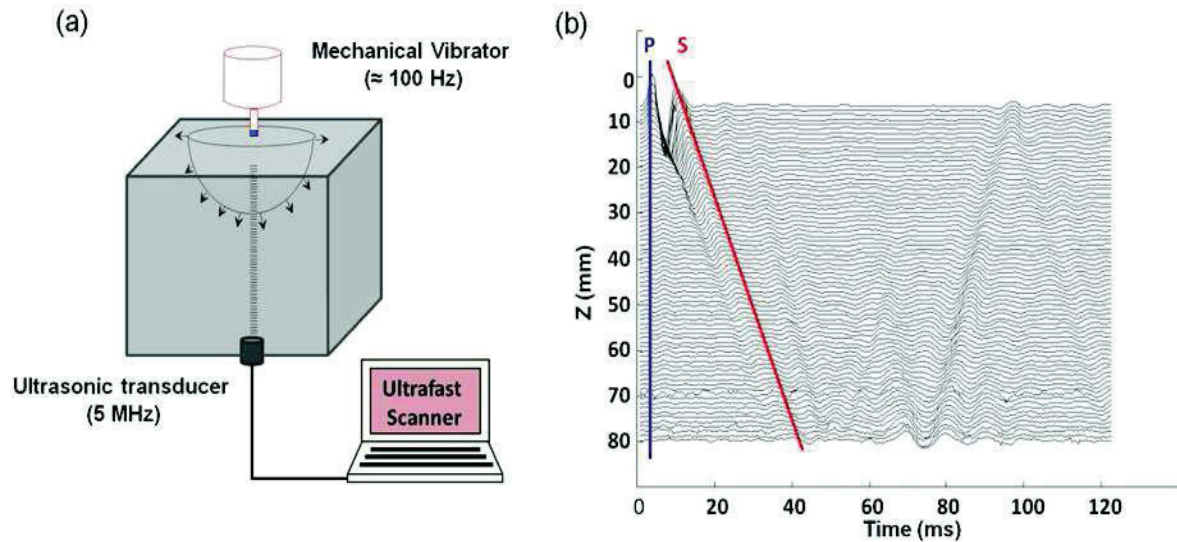 (a)
Mechanical Vibrator
(≈ 100 Hz)
Ultrasonic transducer
(5 MHz)
Ultrafast
Scanner
(b)
P
S
0
10
20
30
40
50
60
70
80
Z (mm)
0
20
40
60
80
100
120
Time (ms)